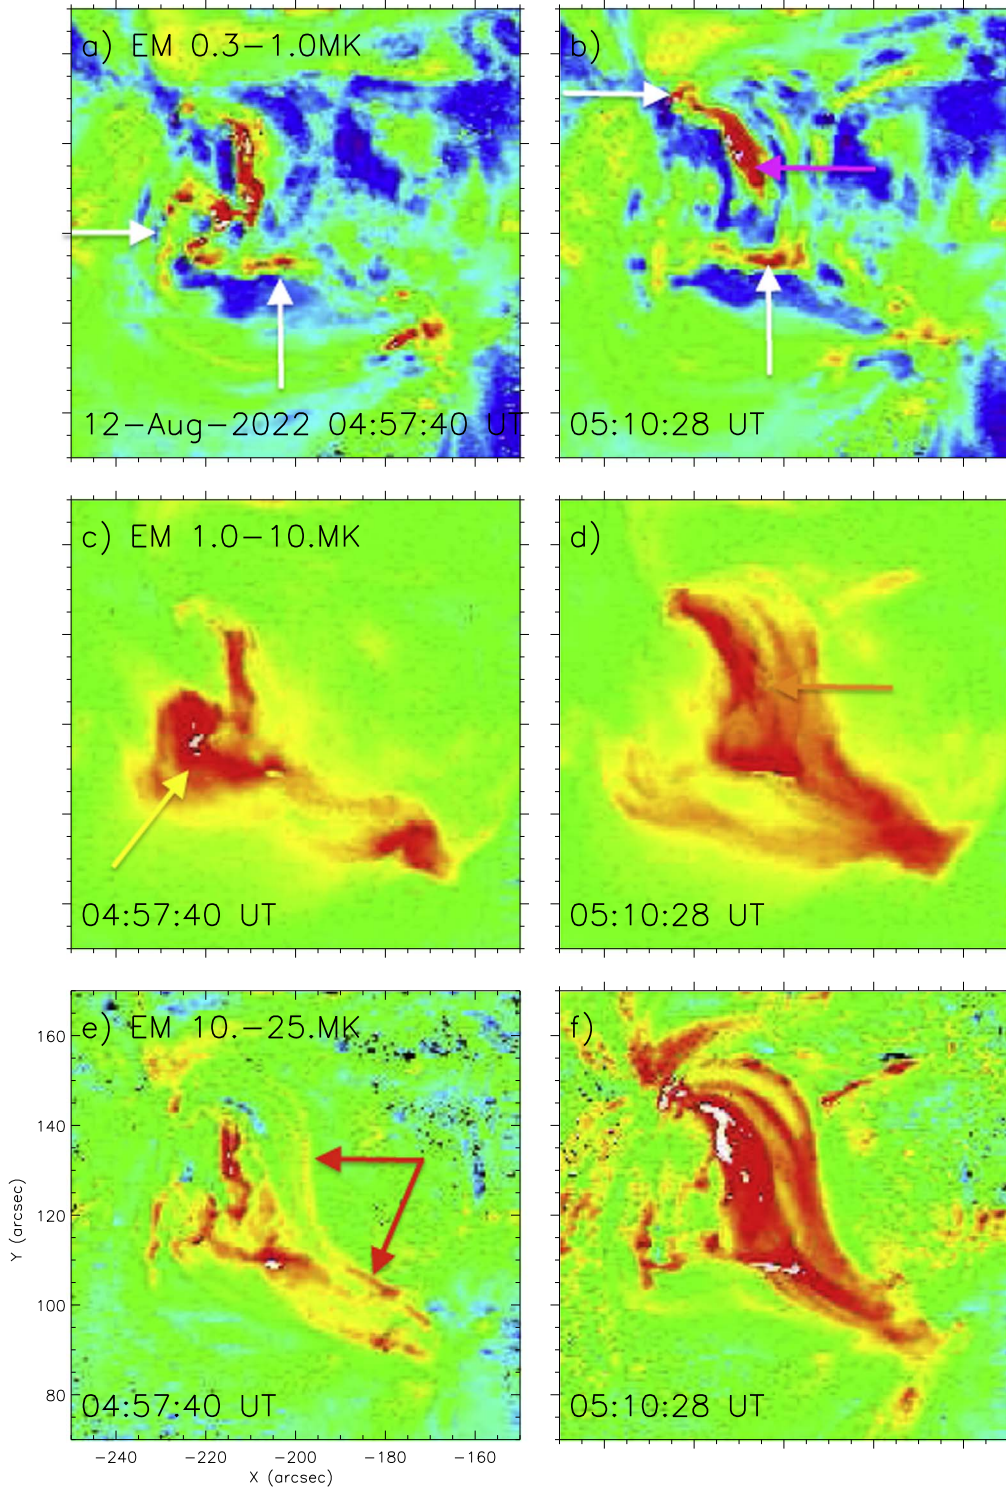 a) EM 0.3-1.0MK
b)
12-Aug-2022 04:57:40 UT
05:10:28 UT
c) EM 1.0-10.MK
d)
04:57:40 UT
05:10:28 UT
e) EM 10.-25.MK
f)
160
140
120
100
80
Y (arcsec)
04:57:40 UT
05:10:28 UT
-240 -220 -200 -180 -160
X (arcsec)